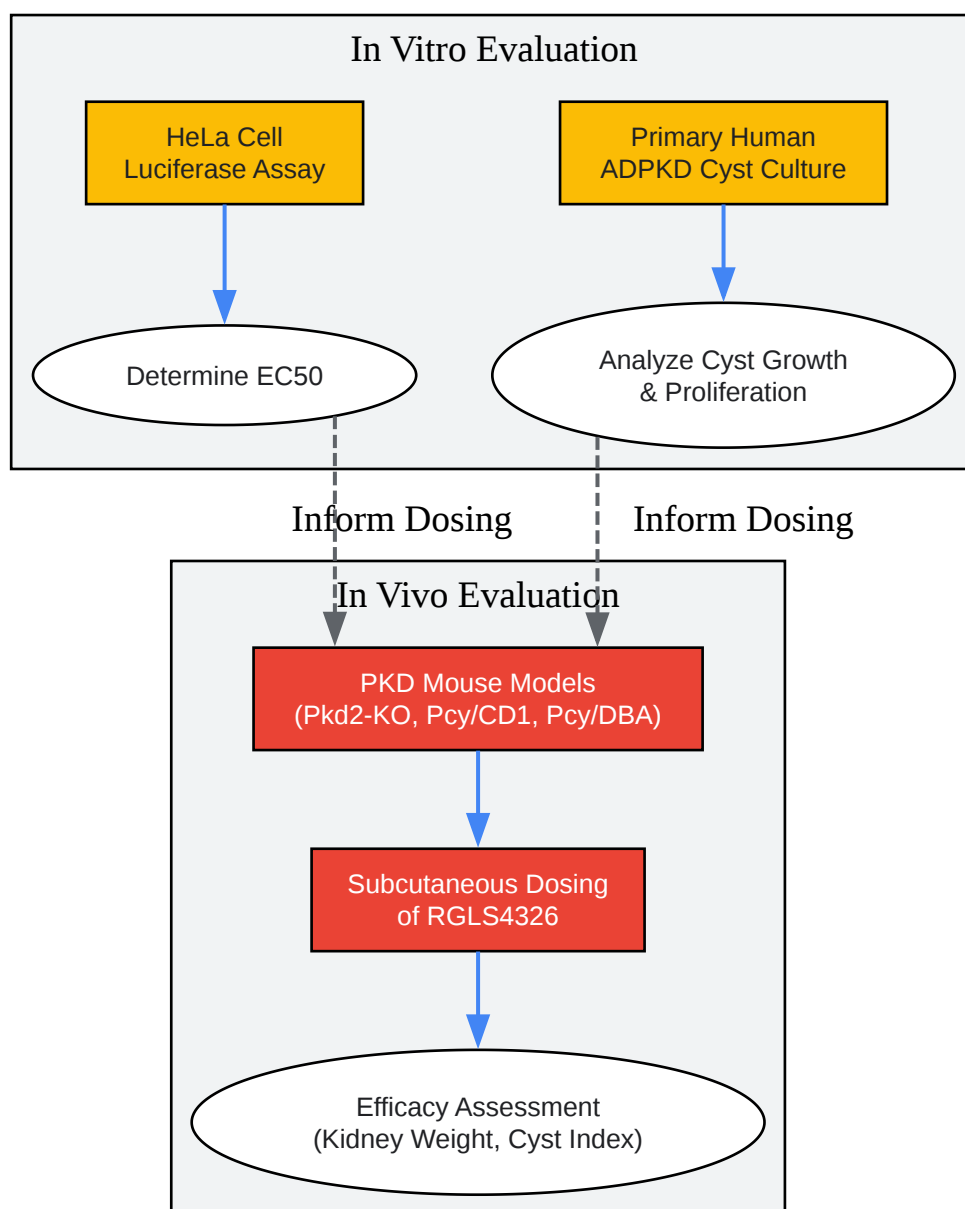 In Vitro Evaluation
HeLa Cell
Luciferase Assay
Primary Human
ADPKD Cyst Culture
Determine EC50
Analyze Cyst Growth
& Proliferation
Inform Dosing
Inform Dosing
In Vivo Evaluation
PKD Mouse Models
(Pkd2-KO, Pcy/CD1, Pcy/DBA)
Subcutaneous Dosing
of RGLS4326
Efficacy Assessment
(Kidney Weight, Cyst Index)